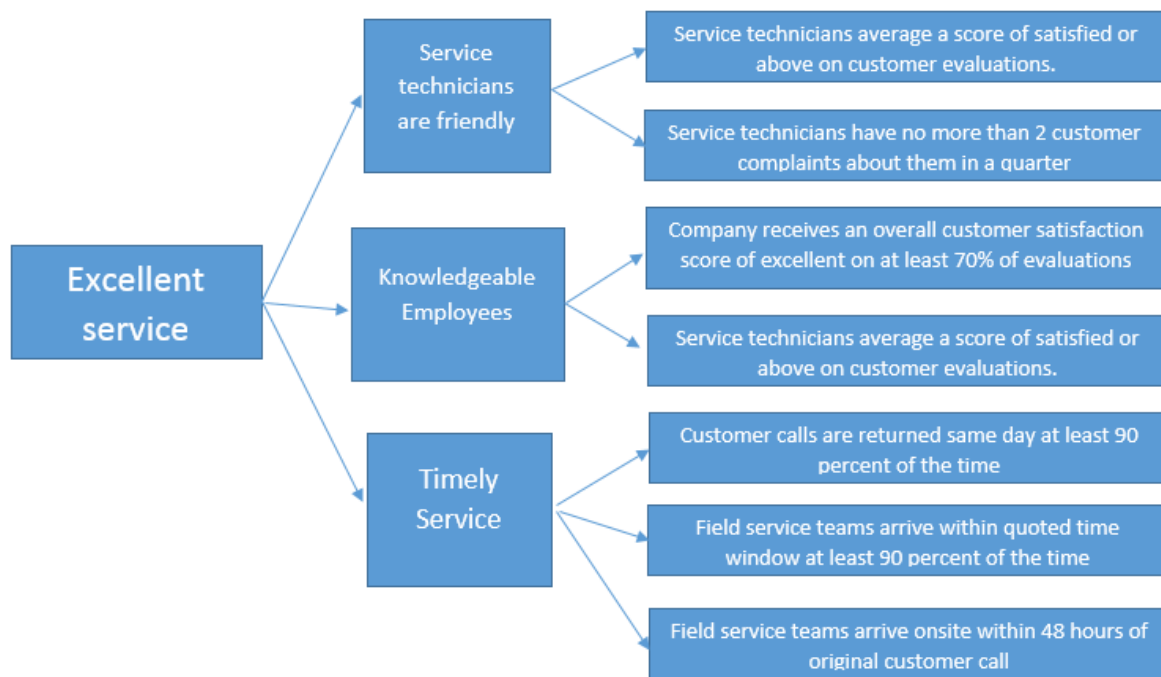 Excellent
service
Service
technicians
are friendly
Service technicians average a score of satisfied or
above on customer evaluations.
Service technicians have no more than 2 customer
complaints about them in a quarter
Knowledgeable
Employees
Company receives an overall customer satisfaction
score of excellent on at least 70% of evaluations
Service technicians average a score of satisfied or
above on customer evaluations.
Timely
Service
Customer calls are returned same day at least 90
percent of the time
Field service teams arrive within quoted time
window at least 90 percent of the time
Field service teams arrive onsite within 48 hours of
original customer call